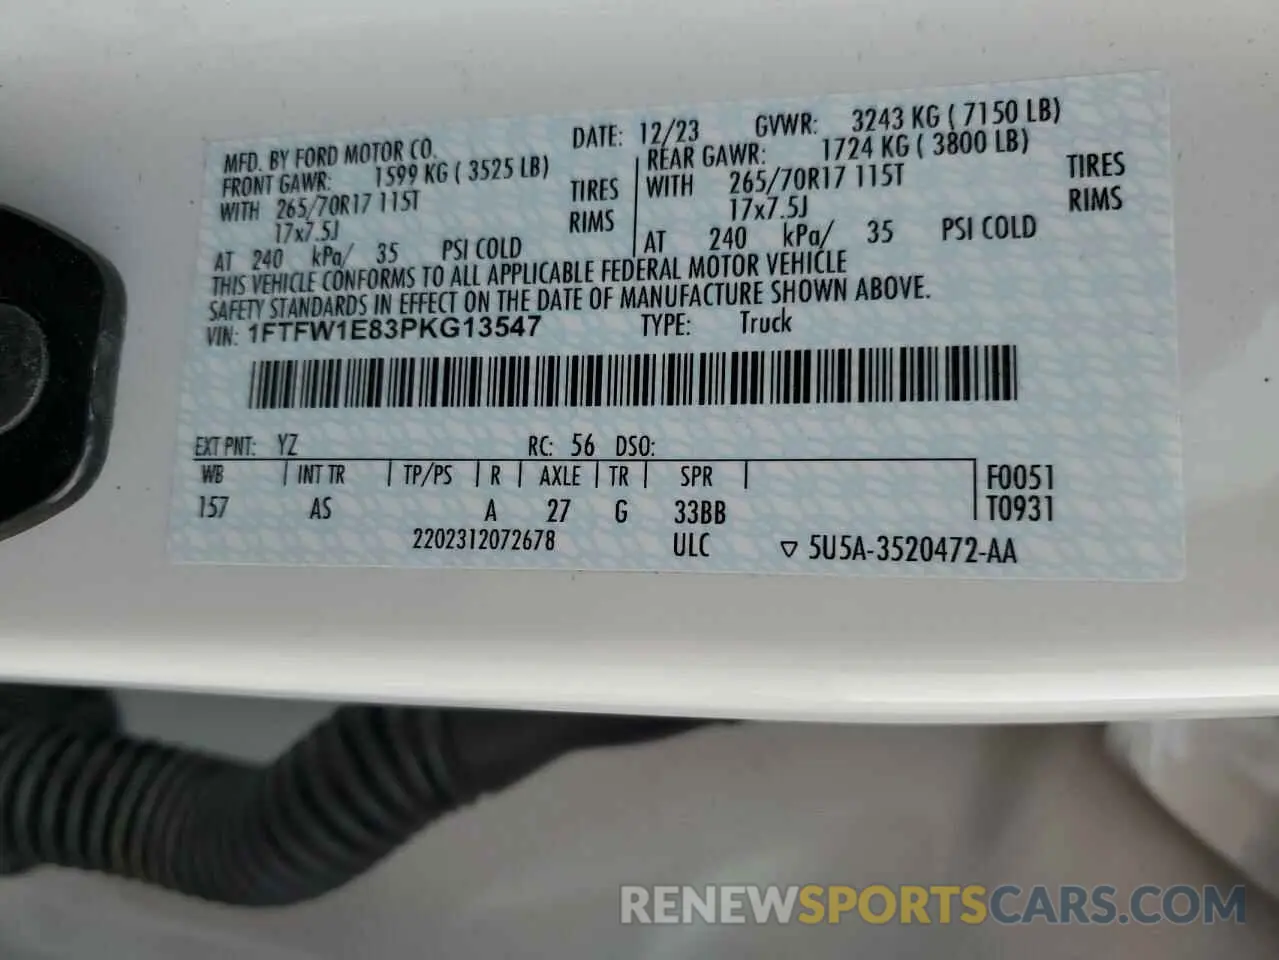 MFD. BY FORD MOTOR CO. DATE: 12/23 GVWR: 3243 KG ( 7150 LB)
FRONT GAWR: 1599 KG ( 3525 LB) REAR GAWR: 1724 KG ( 3800 LB)
WITH 265/70R17 115T TIRES WITH 265/70R17 115T TIRES
17x7.5J RIMS 17x7.5J RIMS
AT 240 kPa/ 35 PSI COLD AT 240 kPa/ 35 PSI COLD
THIS VEHICLE CONFORMS TO ALL APPLICABLE FEDERAL MOTOR VEHICLE
SAFETY STANDARDS IN EFFECT ON THE DATE OF MANUFACTURE SHOWN ABOVE.
VIN: 1FTFW1E83PKG13547 TYPE: Truck
EXT PNT: YZ RC: 56 DSO:
WB INT TR TP/PS R AXLE TR SPR F0051
157 AS A 27 G 33BB T0931
2202312072678 ULC ▽ 5U5A-3520472-AA
RENEWSPORTSCARS.COM